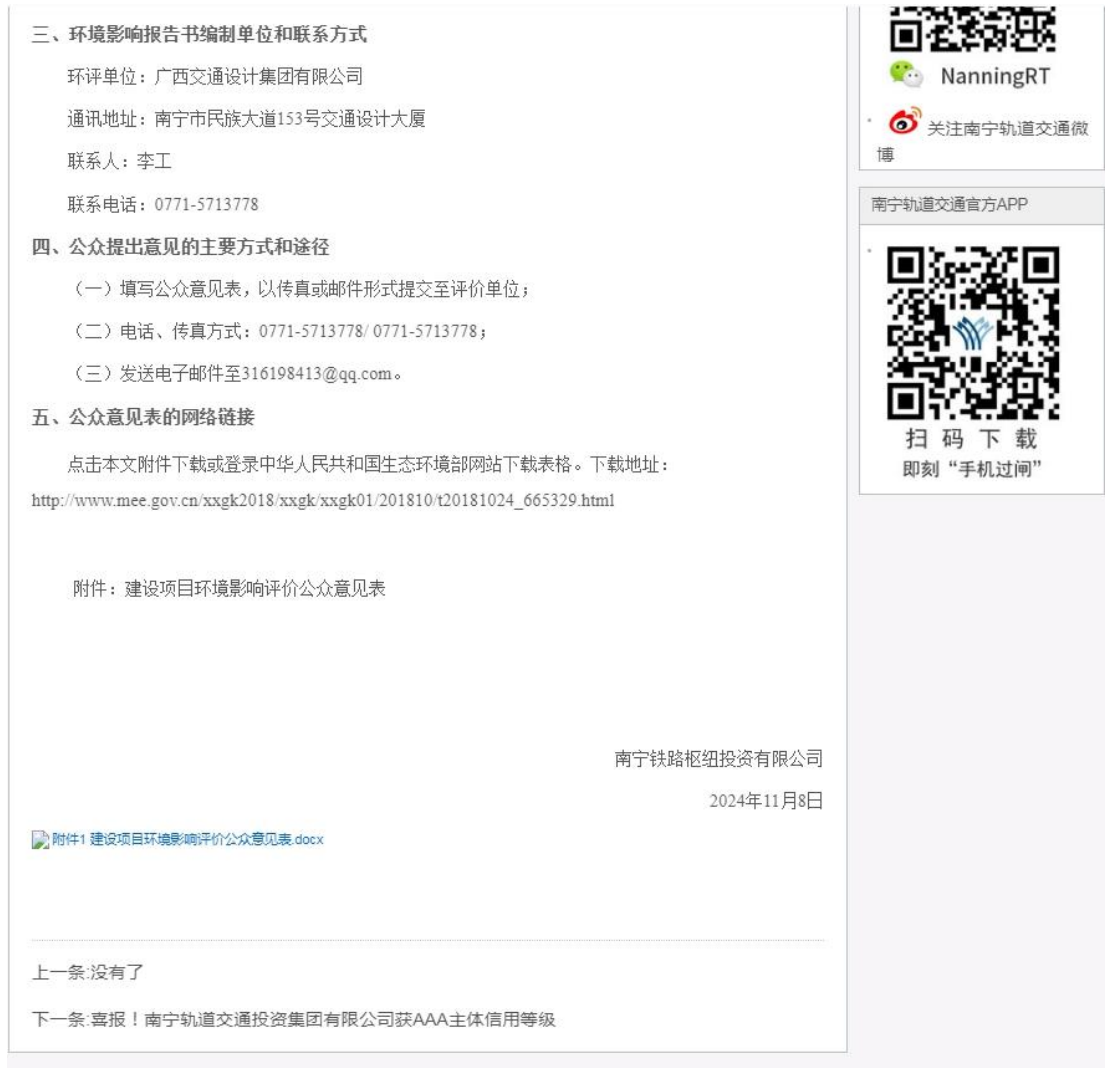 三、环境影响报告书编制单位和联系方式
环评单位：广西交通设计集团有限公司
通讯地址：南宁市民族大道153号交通设计大厦
联系人：李工
联系电话：0771-5713778
四、公众提出意见的主要方式和途径
（一）填写公众意见表，以传真或邮件形式提交至评价单位；
（二）电话、传真方式：0771-5713778/ 0771-5713778；
（三）发送电子邮件至316198413@qq.com。
五、公众意见表的网络链接
点击本文附件下载或登录中华人民共和国生态环境部网站下载表格。下载地址：
http://www.mee.gov.cn/xxgk2018/xxgk/xxgk01/201810/t20181024_665329.html
附件：建设项目环境影响评价公众意见表
南宁铁路枢纽投资有限公司
2024年11月8日
附件1 建设项目环境影响评价公众意见表.docx
上一条:没有了
下一条:喜报！南宁轨道交通投资集团有限公司获AAA主体信用等级
NanningRT
关注南宁轨道交通微
博
南宁轨道交通官方APP
扫 码 下 载
即刻“手机过闸”